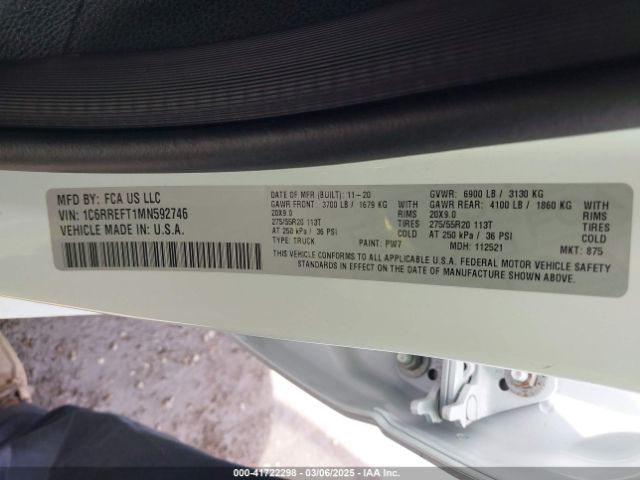 MFD BY: FCA US LLC
VIN: 1C6RREFT1MN592746
VEHICLE MADE IN U.S.A.
DATE OF MFR (BUILT): 11-20
GAWR FRONT: 3700 LB / 1679 KG WITH
20X9.0 RIMS
275/55R20 113T TIRES
AT 250 kPa / 36 PSI COLD
TYPE: TRUCK PAINT: PW7
GVWR: 6900 LB / 3130 KG
GAWR REAR: 4100 LB / 1860 KG WITH
20X9.0 RIMS
275/55R20 113T TIRES
AT 250 kPa / 36 PSI COLD
MDH: 112521 MKT: 875
THIS VEHICLE CONFORMS TO ALL APPLICABLE U.S.A. FEDERAL MOTOR VEHICLE SAFETY
STANDARDS IN EFFECT ON THE DATE OF MANUFACTURE SHOWN ABOVE.
000-41722298 - 03/06/2025 - IAA Inc.